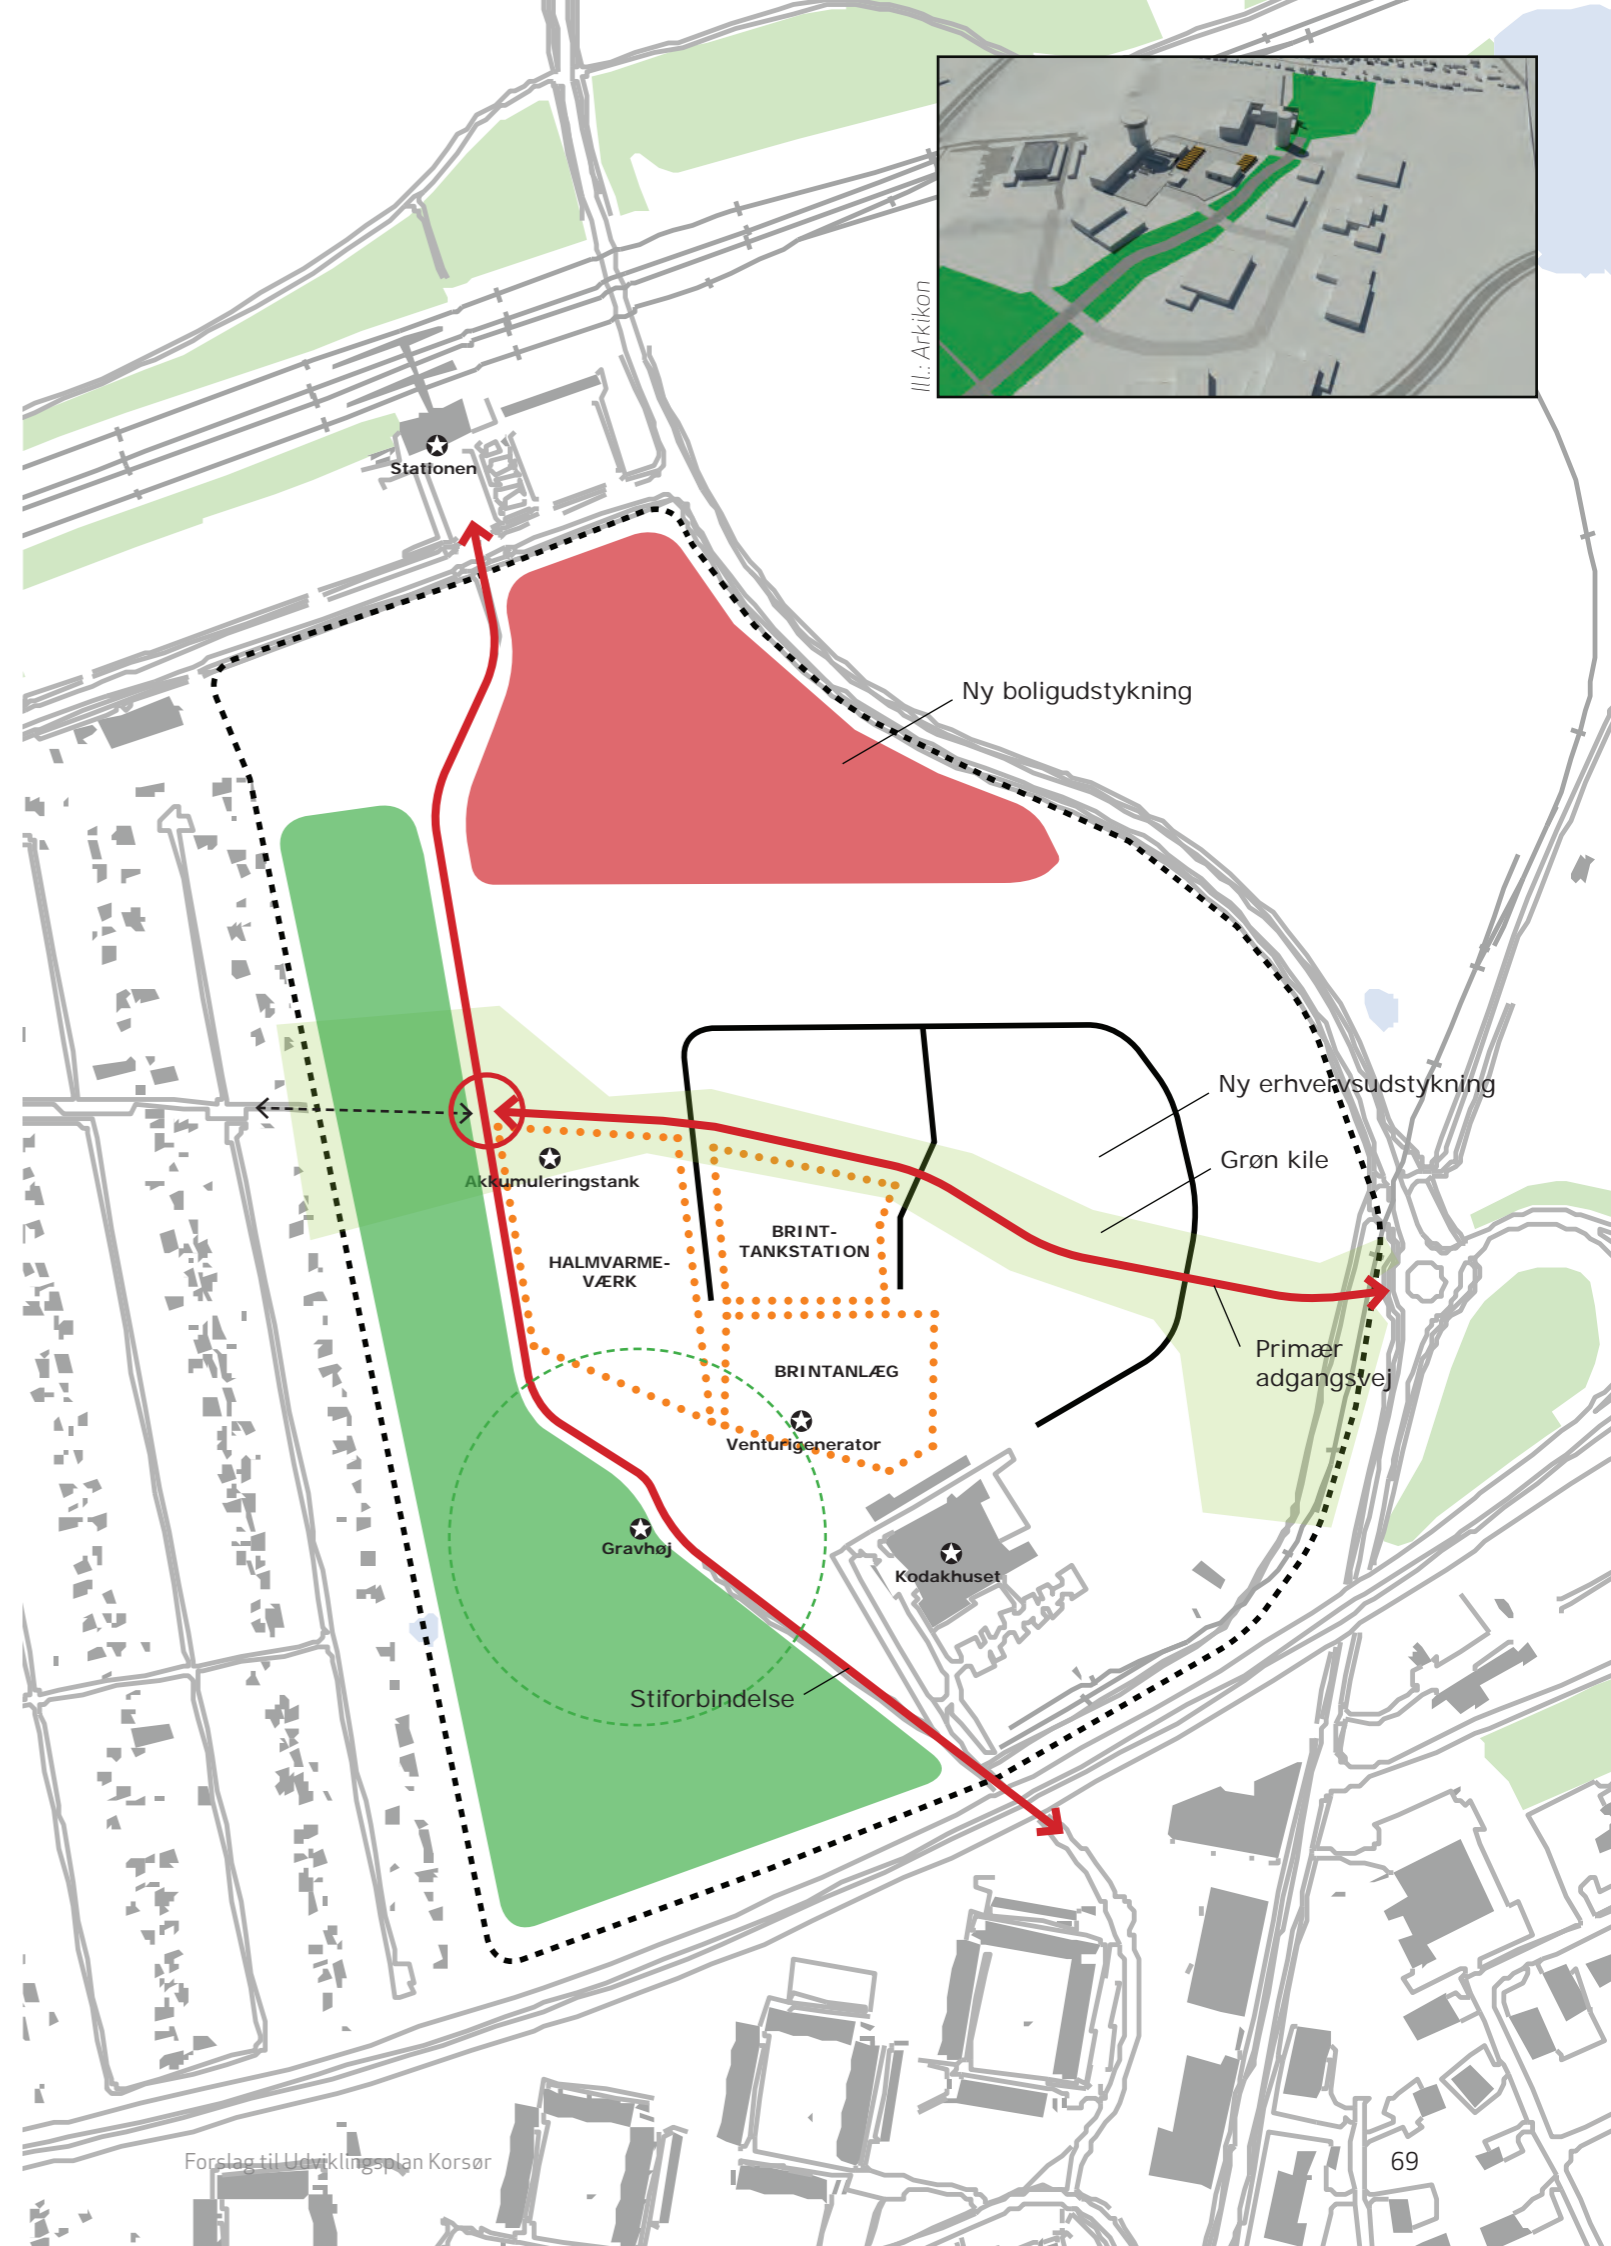 Ill.: Arkikon
Stationen
Ny boligudstykning
Ny erhvervsudstykning
Grøn kile
Akkumuleringstank
BRINT-
TANKSTATION
HALMVARME-
VÆRK
Primær
adgangsvej
BRINTANLÆG
Venturigenerator
Gravhøj
Kodakhuset
Stiforbindelse
Forslag til Udviklingsplan Korsør
69